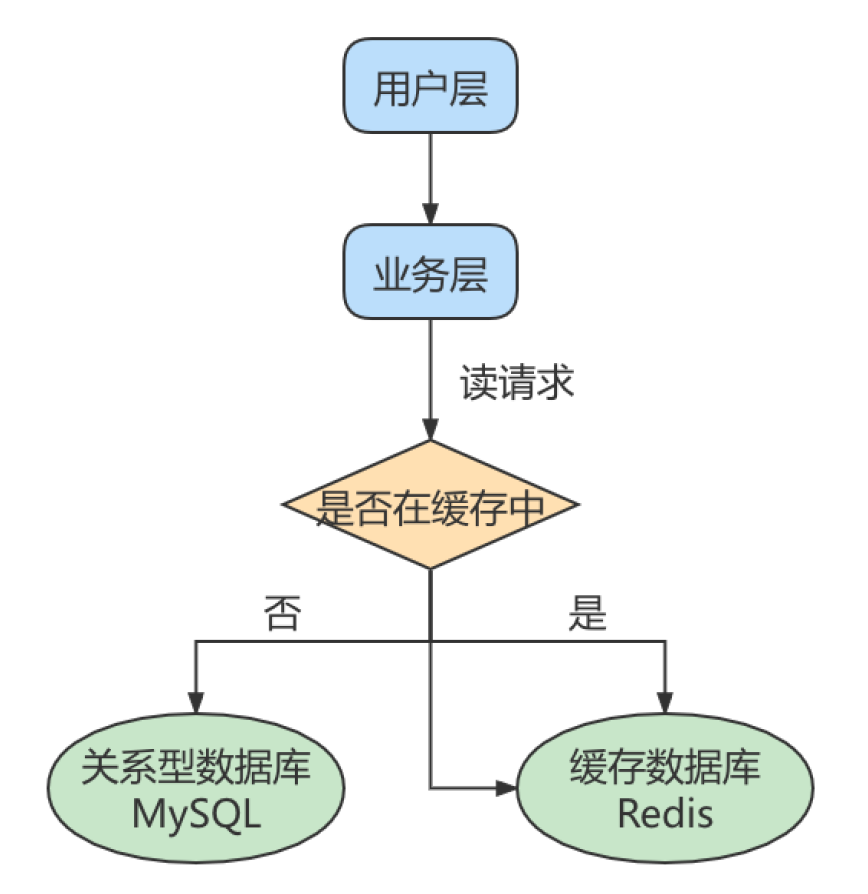 用户层
业务层
读请求
是否在缓存中
否
是
关系型数据库
MySQL
缓存数据库
Redis